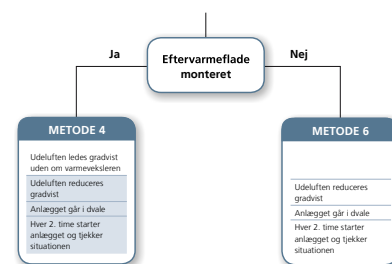 Ja
Eftervarmeflade
monteret
Nej
METODE 4
Udeluften ledes gradvist
uden om varmeveksleren
Udeluften reduceres
gradvist
Anlægget går i dvale
Hver 2. time starter
anlægget og tjekker
situationen
METODE 6
Udeluften reduceres
gradvist
Anlægget går i dvale
Hver 2. time starter
anlægget og tjekker
situationen